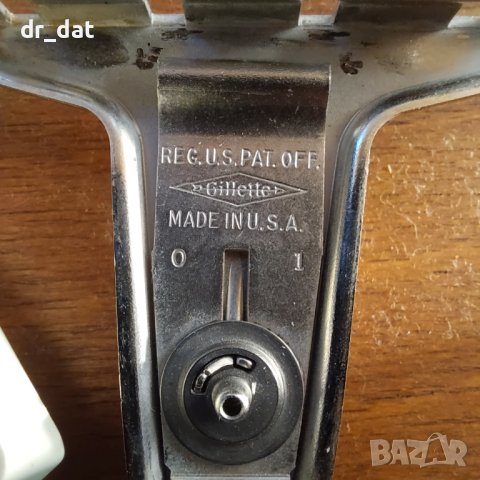 dr_dat
REG. U.S. PAT. OFF.
Gillette
MADE IN U.S.A.
0 1
BAZAR